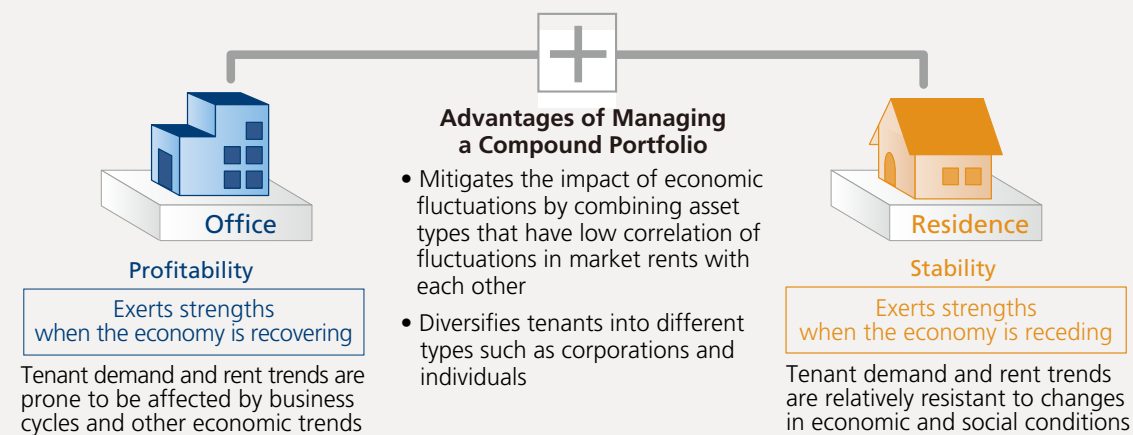 Office
Profitability
Exerts strengths
when the economy is recovering
Tenant demand and rent trends are
prone to be affected by business
cycles and other economic trends
Advantages of Managing
a Compound Portfolio
• Mitigates the impact of economic
fluctuations by combining asset
types that have low correlation of
fluctuations in market rents with
each other
• Diversifies tenants into different
types such as corporations and
individuals
Residence
Stability
Exerts strengths
when the economy is receding
Tenant demand and rent trends
are relatively resistant to changes
in economic and social conditions